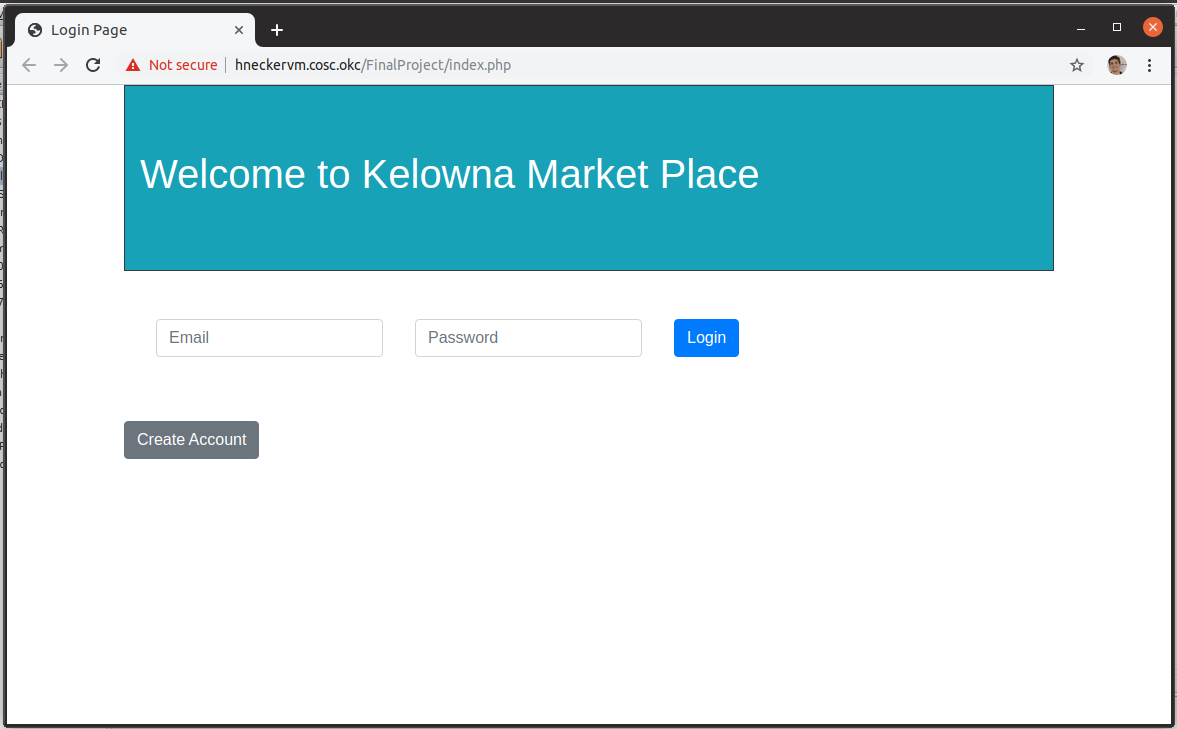 Login Page
Not secure hneckervm.cosc.okc/FinalProject/index.php
Welcome to Kelowna Market Place
Email Password Login
Create Account